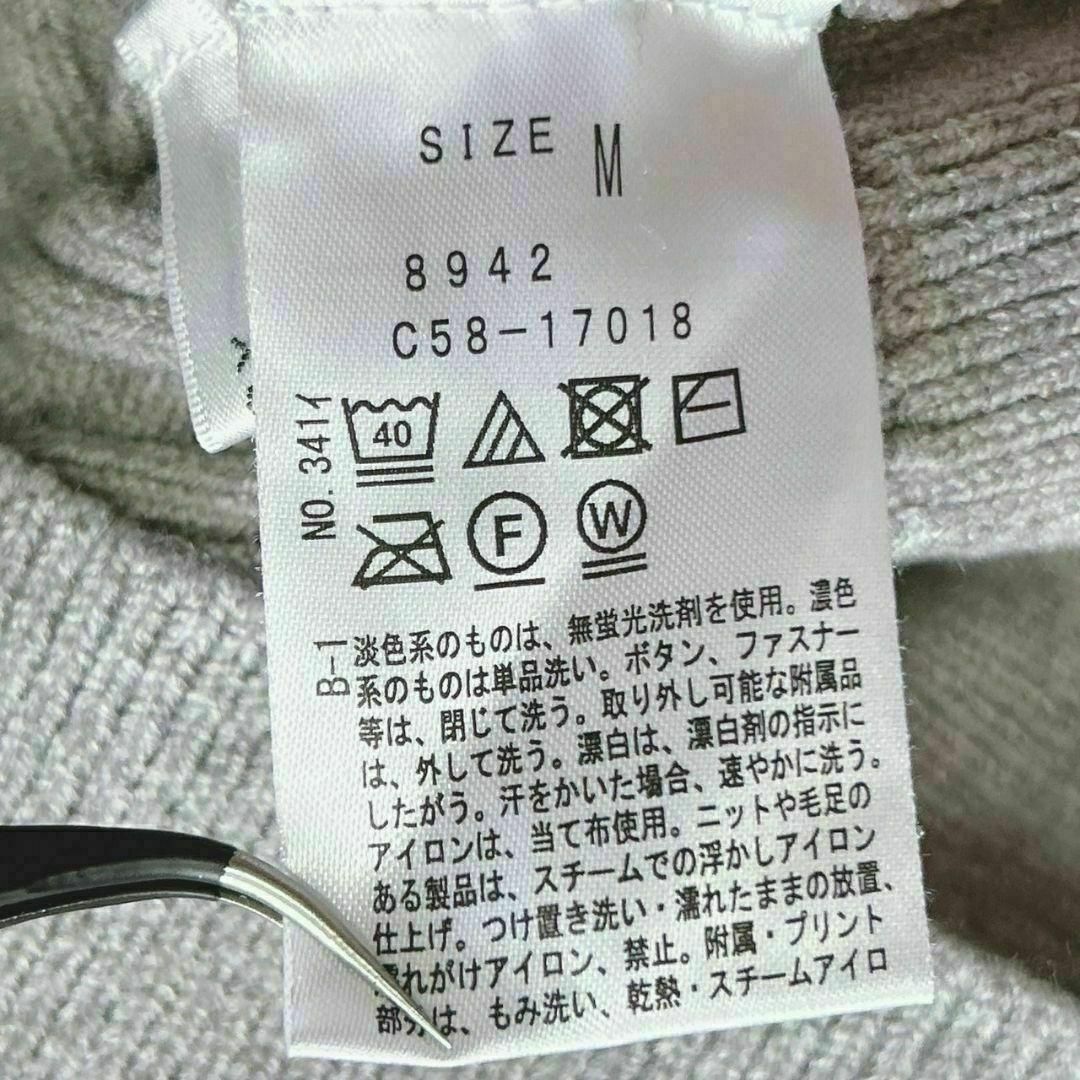 SIZE M
8942
C58-17018
NO. 341イ
40
F
W
B-1
淡色系のものは、無蛍光洗剤を使用。濃色
系のものは単品洗い。ボタン、ファスナー
等は、閉じて洗う。取り外し可能な附属品
は、外して洗う。漂白は、漂白剤の指示に
したがう。汗をかいた場合、速やかに洗う。
アイロンは、当て布使用。ニットや毛足の
ある製品は、スチームでの浮かしアイロン
仕上げ。つけ置き洗い・濡れたままの放置、
れがけアイロン、禁止。附属・プリント
部分は、もみ洗い、乾熱・スチームアイロ